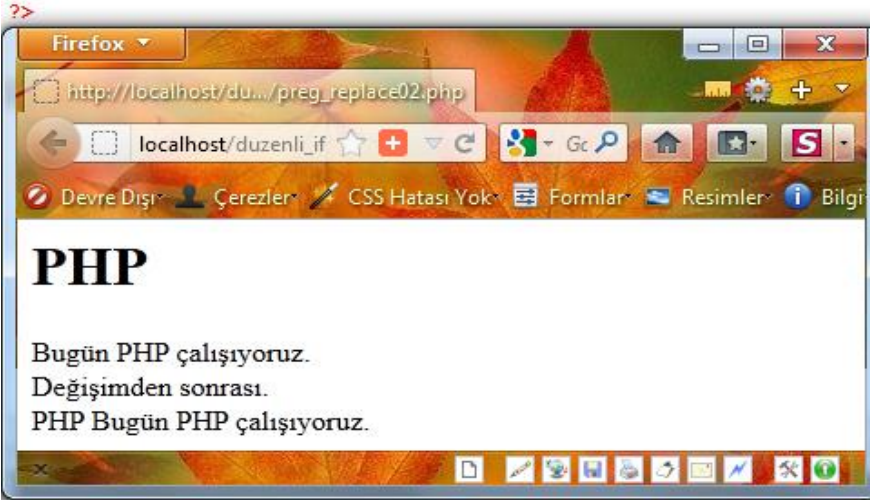 ?>
Firefox
http://localhost/du.../preg_replace02.php
localhost/duzenli_if
Gc
S
Devre Dışı Çerezler CSS Hatası Yok Formlar Resimler Bilgi
PHP
Bugün PHP çalışıyoruz.
Değişimden sonrası.
PHP Bugün PHP çalışıyoruz.